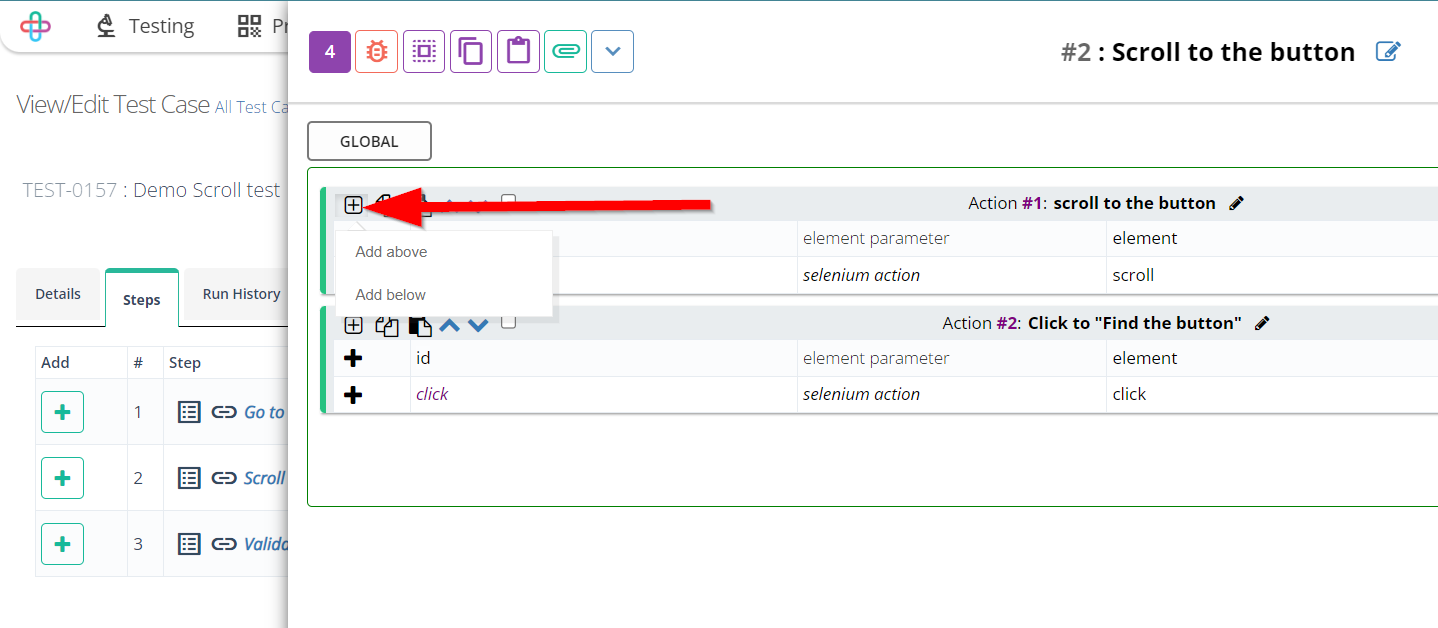 Testing
Pr
4
#2 : Scroll to the button
View/Edit Test Case All Test Ca
GLOBAL
TEST-0157 : Demo Scroll test
Action #1: scroll to the button
Add above
element parameter
element
selenium action
scroll
Add below
Details
Steps
Run History
Action #2: Click to "Find the button"
id
element parameter
element
click
selenium action
click
Add
#
Step
1
Go to
2
Scroll
3
Valida